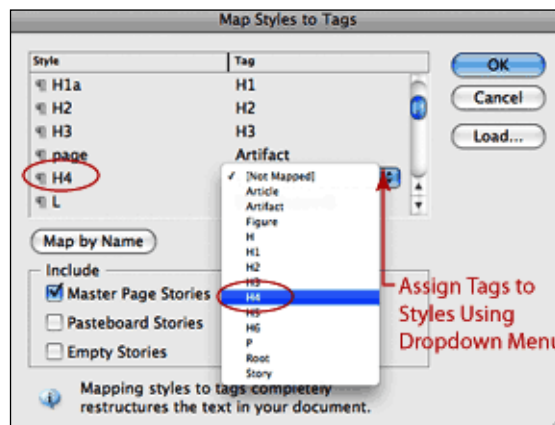 Map Styles to Tags
Style Tag
¶ H1a H1
¶ H2 H2
¶ H3 H3
¶ page Artifact
¶ H4
¶ L
✓ [Not Mapped]
Article
Artifact
Figure
H
H1
H2
H3
H4
H5
H6
P
Root
Story
OK
Cancel
Load...
Map by Name
Include
Master Page Stories
Pasteboard Stories
Empty Stories
Assign Tags to
Styles Using
Dropdown Menu
Mapping styles to tags completely
restructures the text in your document.